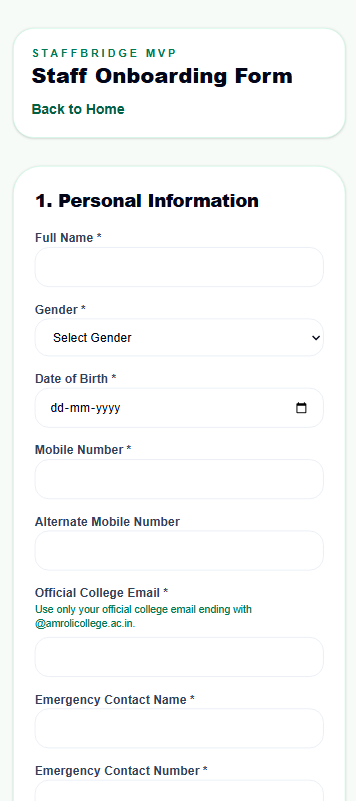 STAFFBRIDGE MVP
Staff Onboarding Form
Back to Home
1. Personal Information
Full Name *
Gender *
Select Gender
Date of Birth *
dd-mm-yyyy
Mobile Number *
Alternate Mobile Number
Official College Email *
Use only your official college email ending with
@amrolicollege.ac.in.
Emergency Contact Name *
Emergency Contact Number *